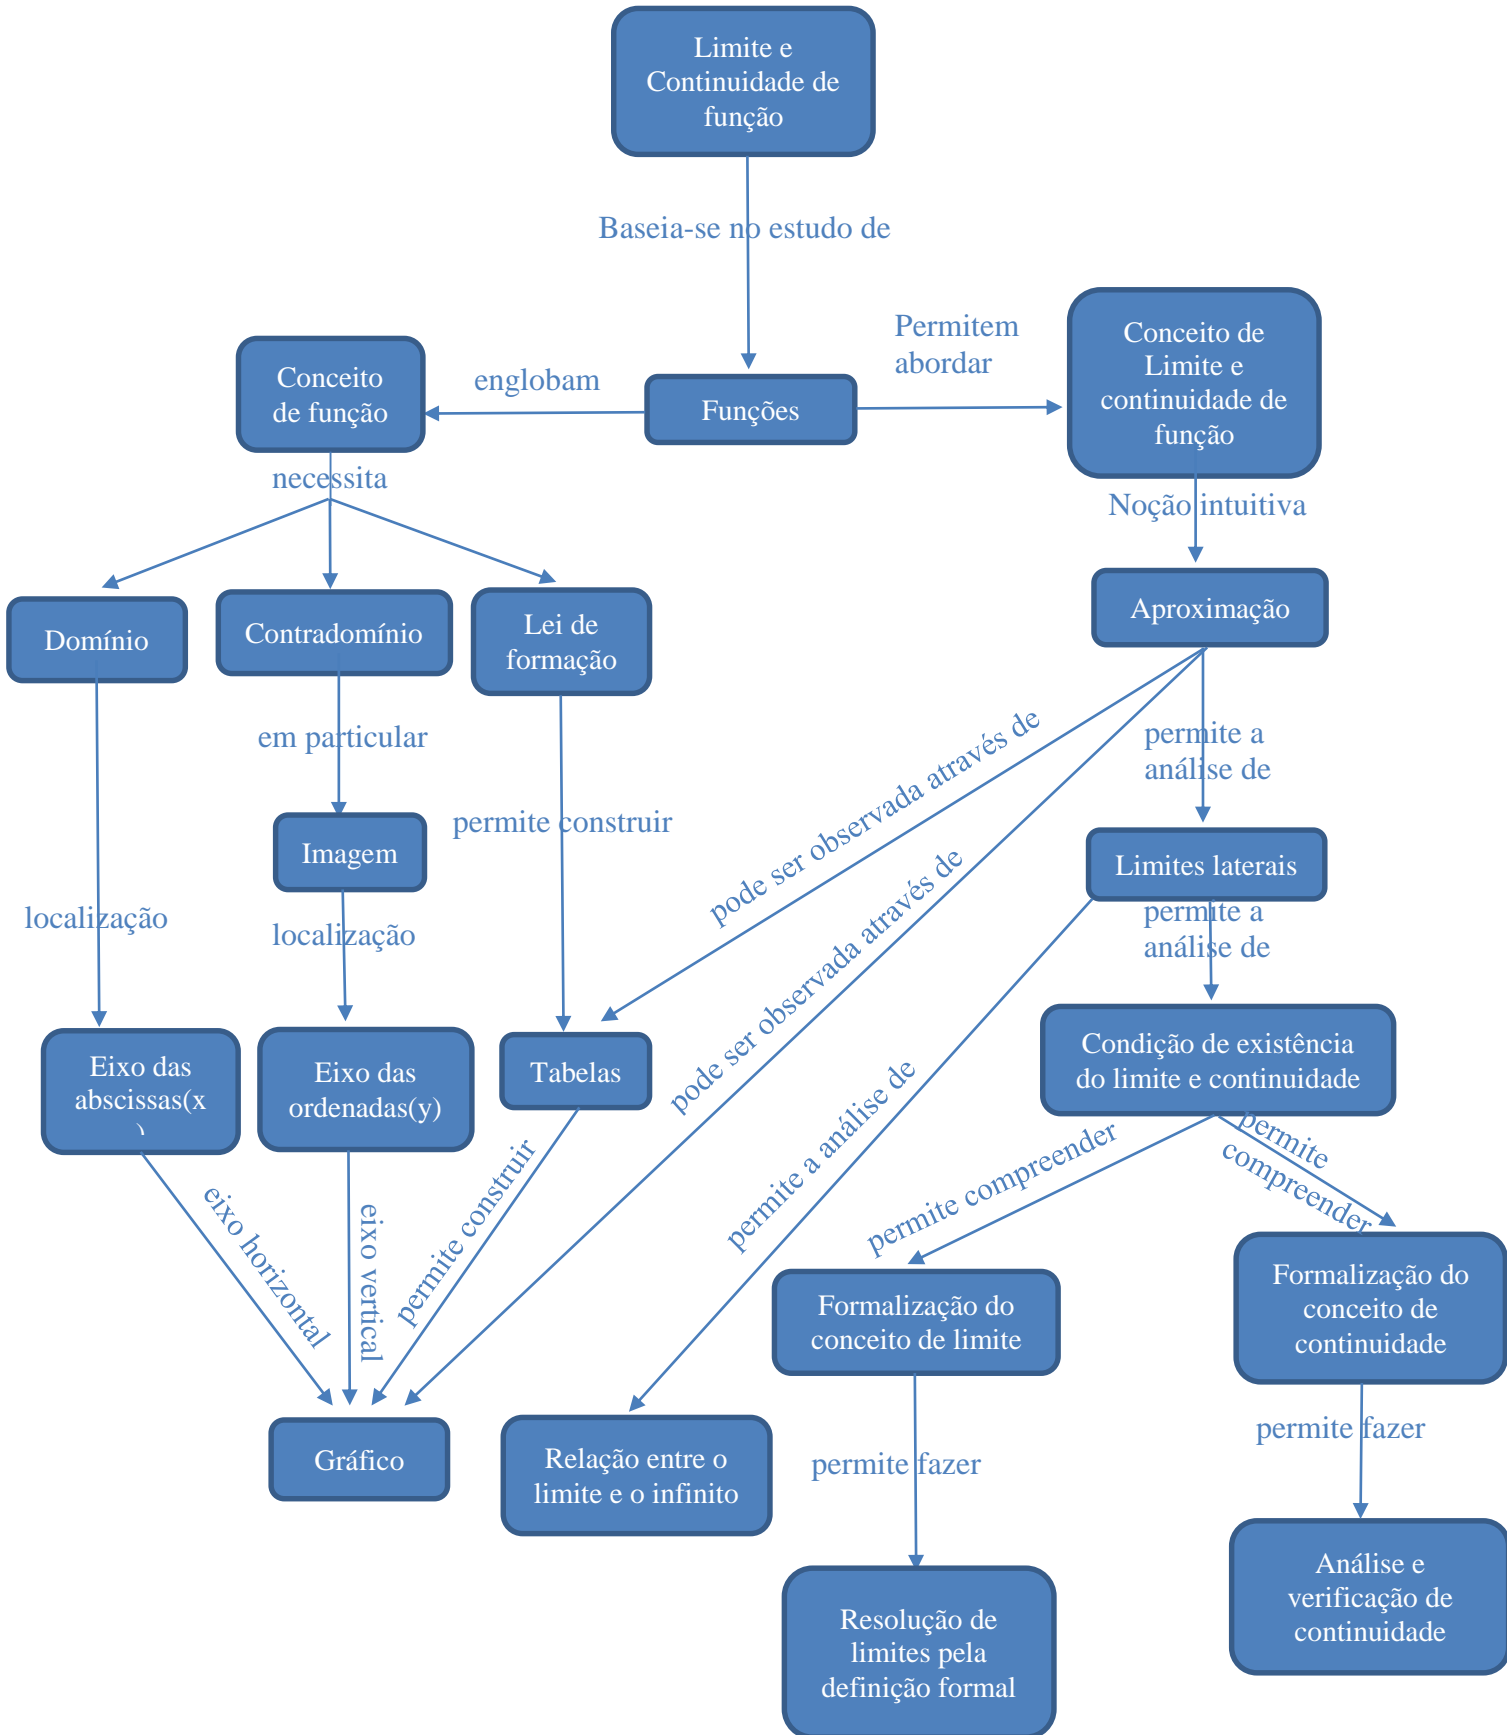 Limite e
Continuidade de
função
Baseia-se no estudo de
Permitem
abordar
Conceito de
Limite e
continuidade de
função
Conceito
de função
englobam
Funções
necessita
Noção intuitiva
Domínio
Contradomínio
Lei de
formação
Aproximação
em particular
permite construir
pode ser observada através de
permite a
análise de
Imagem
Limites laterais
localização
localização
pode ser observada através de
permite a
análise de
Eixo das
abscissas(x
)
Eixo das
ordenadas(y)
Tabelas
Condição de existência
do limite e continuidade
eixo horizontal
eixo vertical
permite construir
permite a análise de
permite compreender
permite
compreender
Formalização do
conceito de limite
Formalização do
conceito de
continuidade
Gráfico
Relação entre o
limite e o infinito
permite fazer
permite fazer
Resolução de
limites pela
definição formal
Análise e
verificação de
continuidade